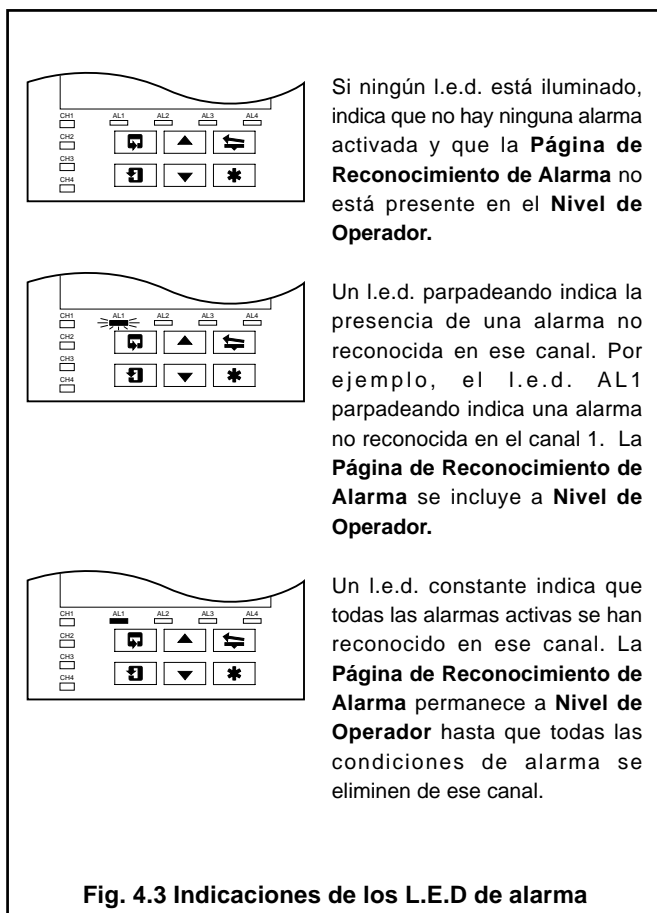 CH1
CH2
CH3
CH4
AL1 AL2 AL3 AL4
Si ningún l.e.d. está iluminado,
indica que no hay ninguna alarma
activada y que la Página de
Reconocimiento de Alarma no
está presente en el Nivel de
Operador.
CH1
CH2
CH3
CH4
AL1 AL2 AL3 AL4
Un l.e.d. parpadeando indica la
presencia de una alarma no
reconocida en ese canal. Por
ejemplo, el l.e.d. AL1
parpadeando indica una alarma
no reconocida en el canal 1. La
Página de Reconocimiento de
Alarma se incluye a Nivel de
Operador.
CH1
CH2
CH3
CH4
AL1 AL2 AL3 AL4
Un l.e.d. constante indica que
todas las alarmas activas se han
reconocido en ese canal. La
Página de Reconocimiento de
Alarma permanece a Nivel de
Operador hasta que todas las
condiciones de alarma se
eliminen de ese canal.
Fig. 4.3 Indicaciones de los L.E.D de alarma